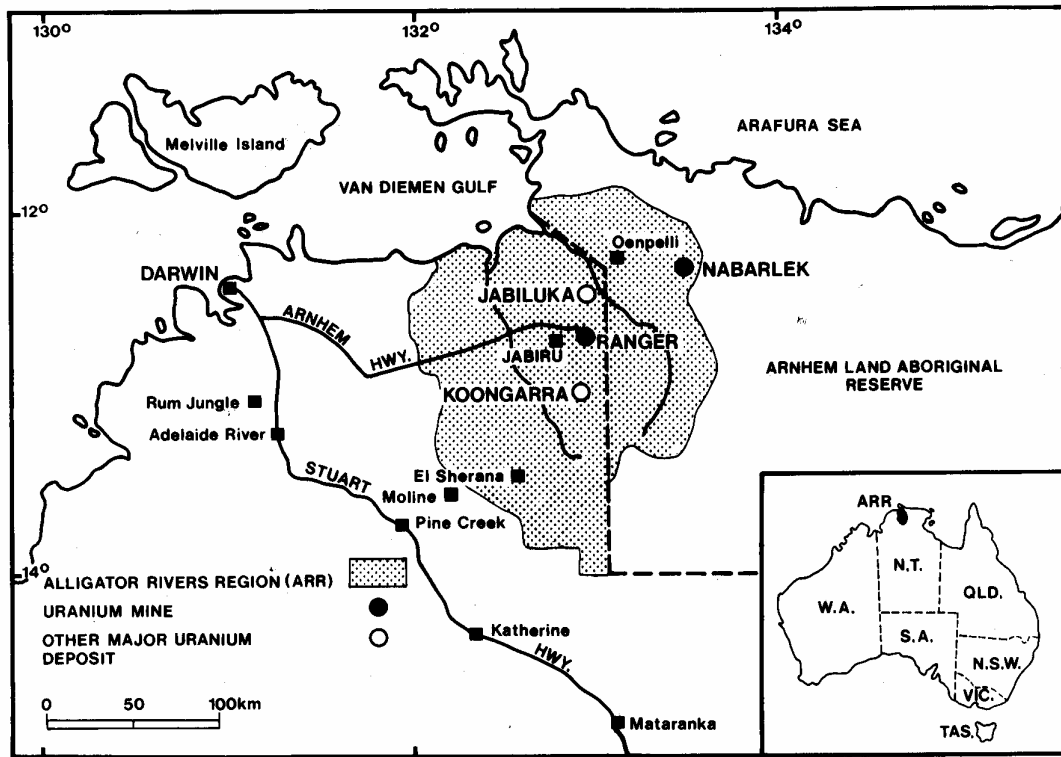 130°
132°
134°
ARAFURA SEA
Melville Island
VAN DIEMEN GULF
12°
Oenpelli
NABARLEK
DARWIN
JABILUKA
ARNHEM
HWY.
JABIRU
RANGER
ARNHEM LAND ABORIGINAL
RESERVE
KOONGARRA
Rum Jungle
Adelaide River
STUART
El Sherana
Moline
Pine Creek
14°
ALLIGATOR RIVERS REGION (ARR)
URANIUM MINE
OTHER MAJOR URANIUM
DEPOSIT
Katherine
HWY.
0
50
100km
Mataranka
ARR
N.T.
QLD.
W.A.
S.A.
N.S.W.
VIC.
TAS.